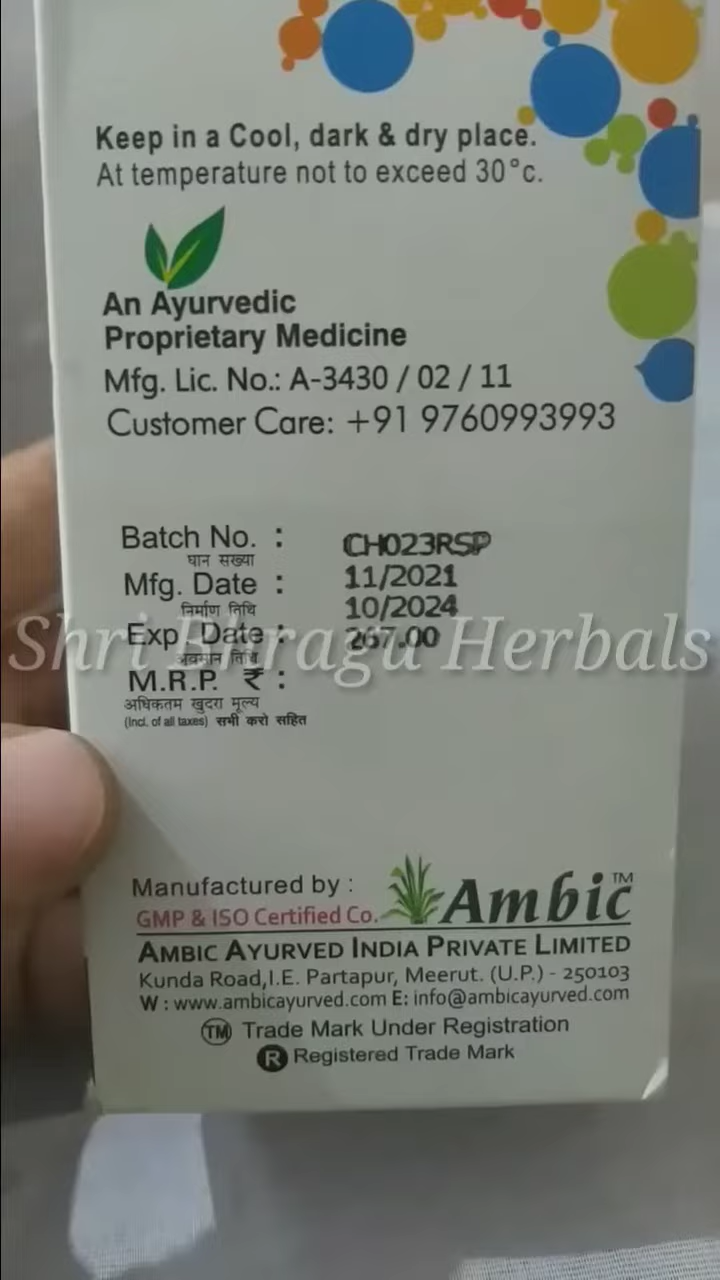 Keep in a Cool, dark & dry place.
At temperature not to exceed 30°c.
An Ayurvedic
Proprietary Medicine
Mfg. Lic. No.: A-3430 / 02 / 11
Customer Care: +91 9760993993
Batch No. : CH023RSP
घान सख्या
Mfg. Date : 11/2021
निर्माण तिथि
Exp. Date : 10/2024
अवसान तिथि
M.R.P. ₹ : 267.00
अधिकतम खुदरा मूल्य
(Incl. of all taxes) सभी करो सहित
Shri Bhragu Herbals
Manufactured by :
Ambic TM
GMP & ISO Certified Co.
AMBIC AYURVED INDIA PRIVATE LIMITED
Kunda Road,I.E. Partapur, Meerut. (U.P.) - 250103
W : www.ambicayurved.com E: info@ambicayurved.com
TM Trade Mark Under Registration
R Registered Trade Mark